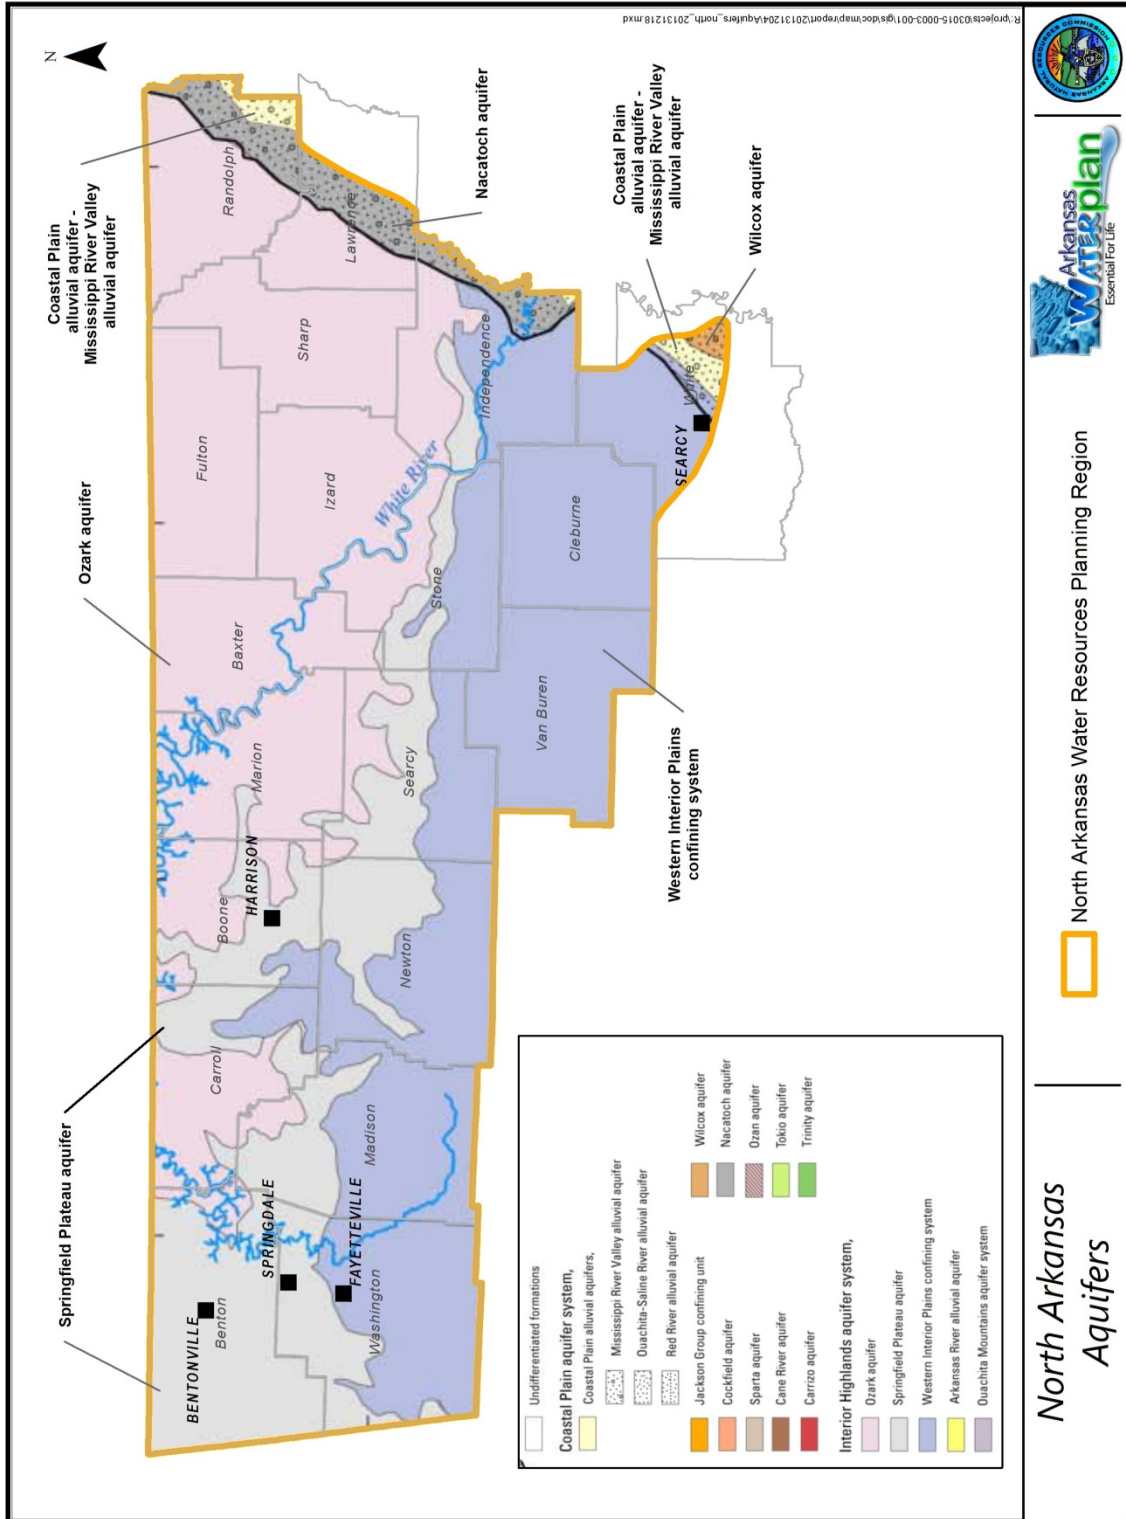 R:\projects\03015-0003-001\gis\doc\map\report\20131204\Aquifers_north_20131218.mxd
N
Springfield Plateau aquifer
Ozark aquifer
Coastal Plain
alluvial aquifer -
Mississippi River Valley
alluvial aquifer
Nacatoch aquifer
Coastal Plain
alluvial aquifer -
Mississippi River Valley
alluvial aquifer
Wilcox aquifer
Western Interior Plains
confining system
BENTONVILLE
Benton
SPRINGDALE
FAYETTEVILLE
Washington
Carroll
Madison
Boone
HARRISON
Newton
Marion
Searcy
Baxter
Van Buren
Fulton
Izard
White River
Stone
Cleburne
Sharp
Independence
Randolph
Lawrence
White
SEARCY
Undifferentiated formations
Coastal Plain aquifer system,
Coastal Plain alluvial aquifers,
Mississippi River Valley alluvial aquifer
Ouachita-Saline River alluvial aquifer
Red River alluvial aquifer
Jackson Group confining unit
Cockfield aquifer
Sparta aquifer
Cane River aquifer
Carrizo aquifer
Wilcox aquifer
Nacatoch aquifer
Ozan aquifer
Tokio aquifer
Trinity aquifer
Interior Highlands aquifer system,
Ozark aquifer
Springfield Plateau aquifer
Western Interior Plains confining system
Arkansas River alluvial aquifer
Ouachita Mountains aquifer system
North Arkansas
Aquifers
North Arkansas Water Resources Planning Region
Arkansas
WATERplan
Essential For Life
ARKANSAS NATURAL RESOURCES COMMISSION